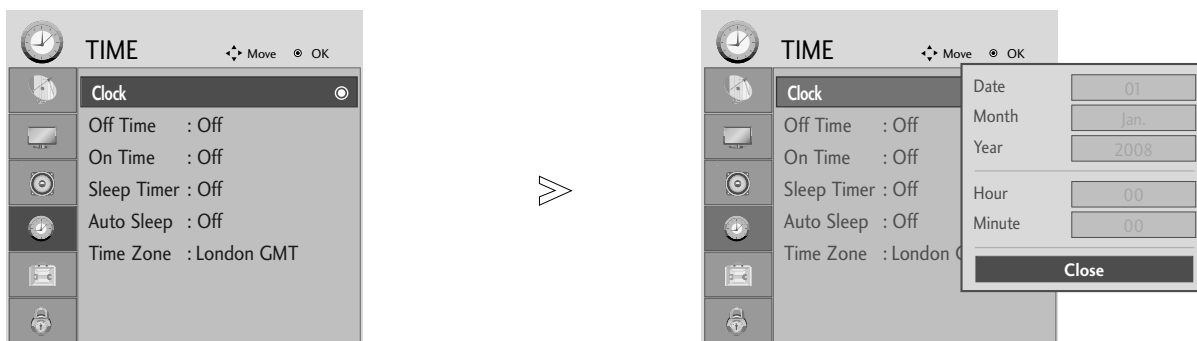 TIME Move OK
Clock
Off Time : Off
On Time : Off
Sleep Timer : Off
Auto Sleep : Off
Time Zone : London GMT
TIME Move OK
Clock
Off Time : Off
On Time : Off
Sleep Timer : Off
Auto Sleep : Off
Time Zone : London
Date 01
Month Jan.
Year 2008
Hour 00
Minute 00
Close